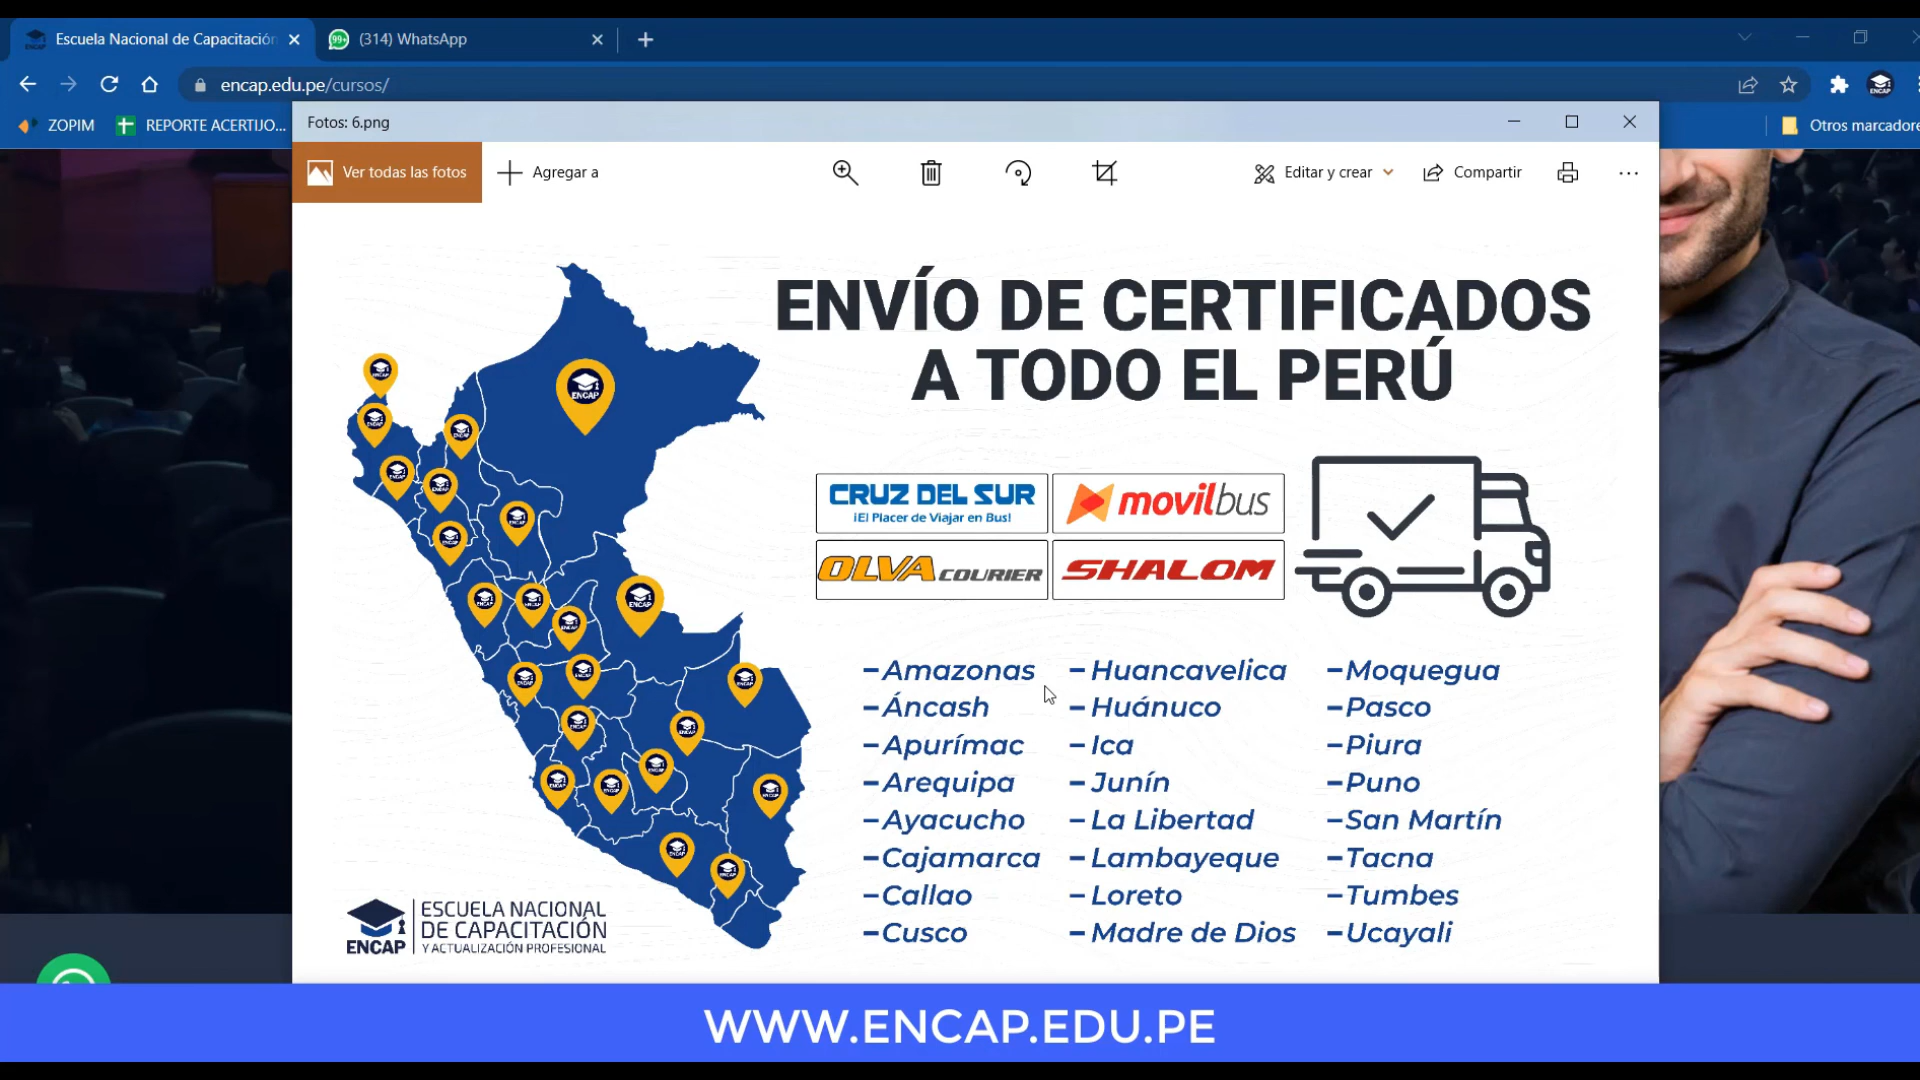 Escuela Nacional de Capacitación
(314) WhatsApp
encap.edu.pe/cursos/
ZOPIM
REPORTE ACERTIJO...
Otros marcadore
Fotos: 6.png
Ver todas las fotos
Agregar a
Editar y crear
Compartir
ENVÍO DE CERTIFICADOS
A TODO EL PERÚ
CRUZ DEL SUR
¡El Placer de Viajar en Bus!
movilbus
OLVA COURIER
SHALOM
– Amazonas
– Áncash
– Apurímac
– Arequipa
– Ayacucho
– Cajamarca
– Callao
– Cusco
– Huancavelica
– Huánuco
– Ica
– Junín
– La Libertad
– Lambayeque
– Loreto
– Madre de Dios
– Moquegua
– Pasco
– Piura
– Puno
– San Martín
– Tacna
– Tumbes
– Ucayali
ENCAP
ESCUELA NACIONAL
DE CAPACITACIÓN
Y ACTUALIZACIÓN PROFESIONAL
WWW.ENCAP.EDU.PE